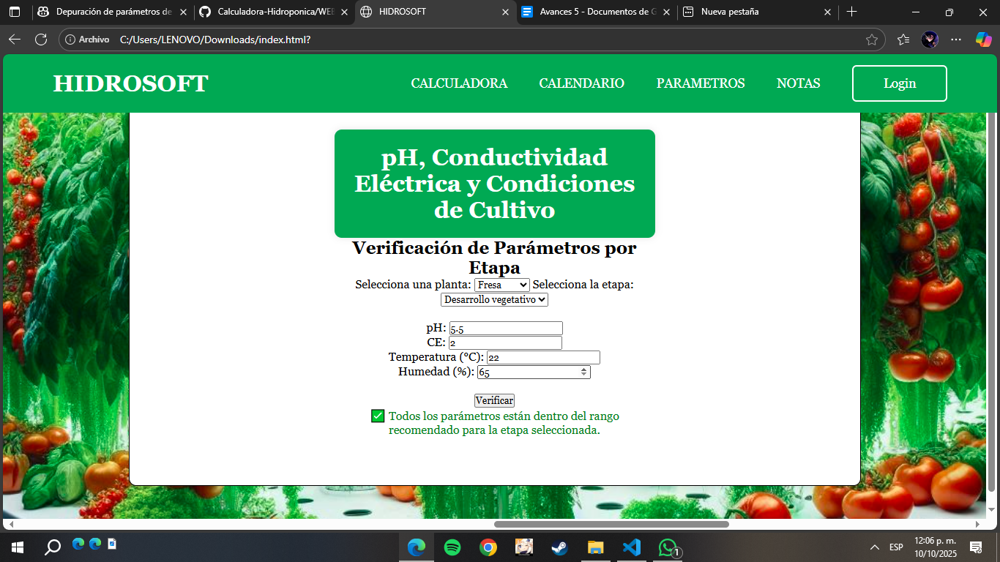 Depuración de parámetros de
Calculadora-Hidroponica/WEB
HIDROSOFT
Avances 5 - Documentos de G
Nueva pestaña
Archivo
C:/Users/LENOVO/Downloads/index.html?
HIDROSOFT
CALCULADORA
CALENDARIO
PARAMETROS
NOTAS
Login
pH, Conductividad
Eléctrica y Condiciones
de Cultivo
Verificación de Parámetros por
Etapa
Selecciona una planta: Fresa Selecciona la etapa:
Desarrollo vegetativo
pH: 5.5
CE: 2
Temperatura (°C): 22
Humedad (%): 65
Verificar
Todos los parámetros están dentro del rango
recomendado para la etapa seleccionada.
1
ESP
12:06 p. m.
10/10/2025